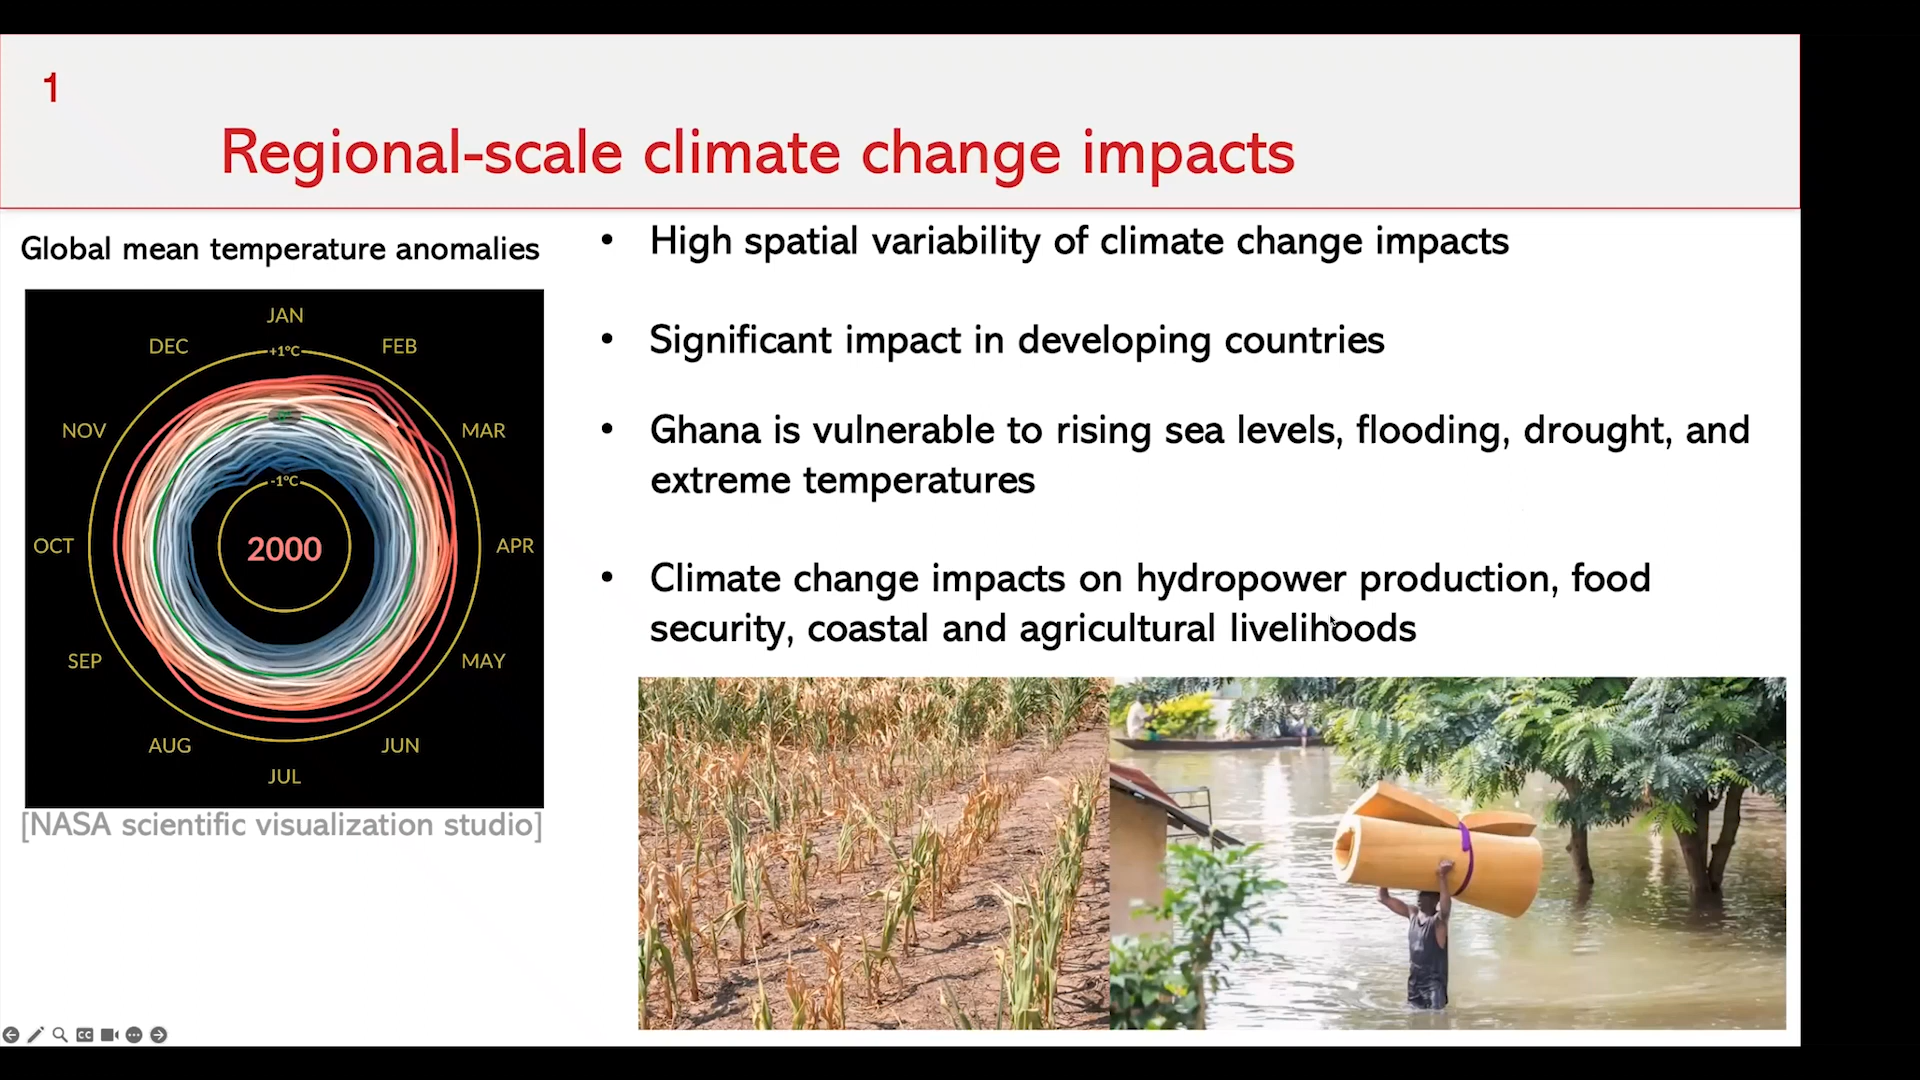 1
Regional-scale climate change impacts
Global mean temperature anomalies
JAN
FEB
MAR
APR
MAY
JUN
JUL
AUG
SEP
OCT
NOV
DEC
+1°C
-1°C
2000
[NASA scientific visualization studio]
• High spatial variability of climate change impacts
• Significant impact in developing countries
• Ghana is vulnerable to rising sea levels, flooding, drought, and
extreme temperatures
• Climate change impacts on hydropower production, food
security, coastal and agricultural livelihoods
CC